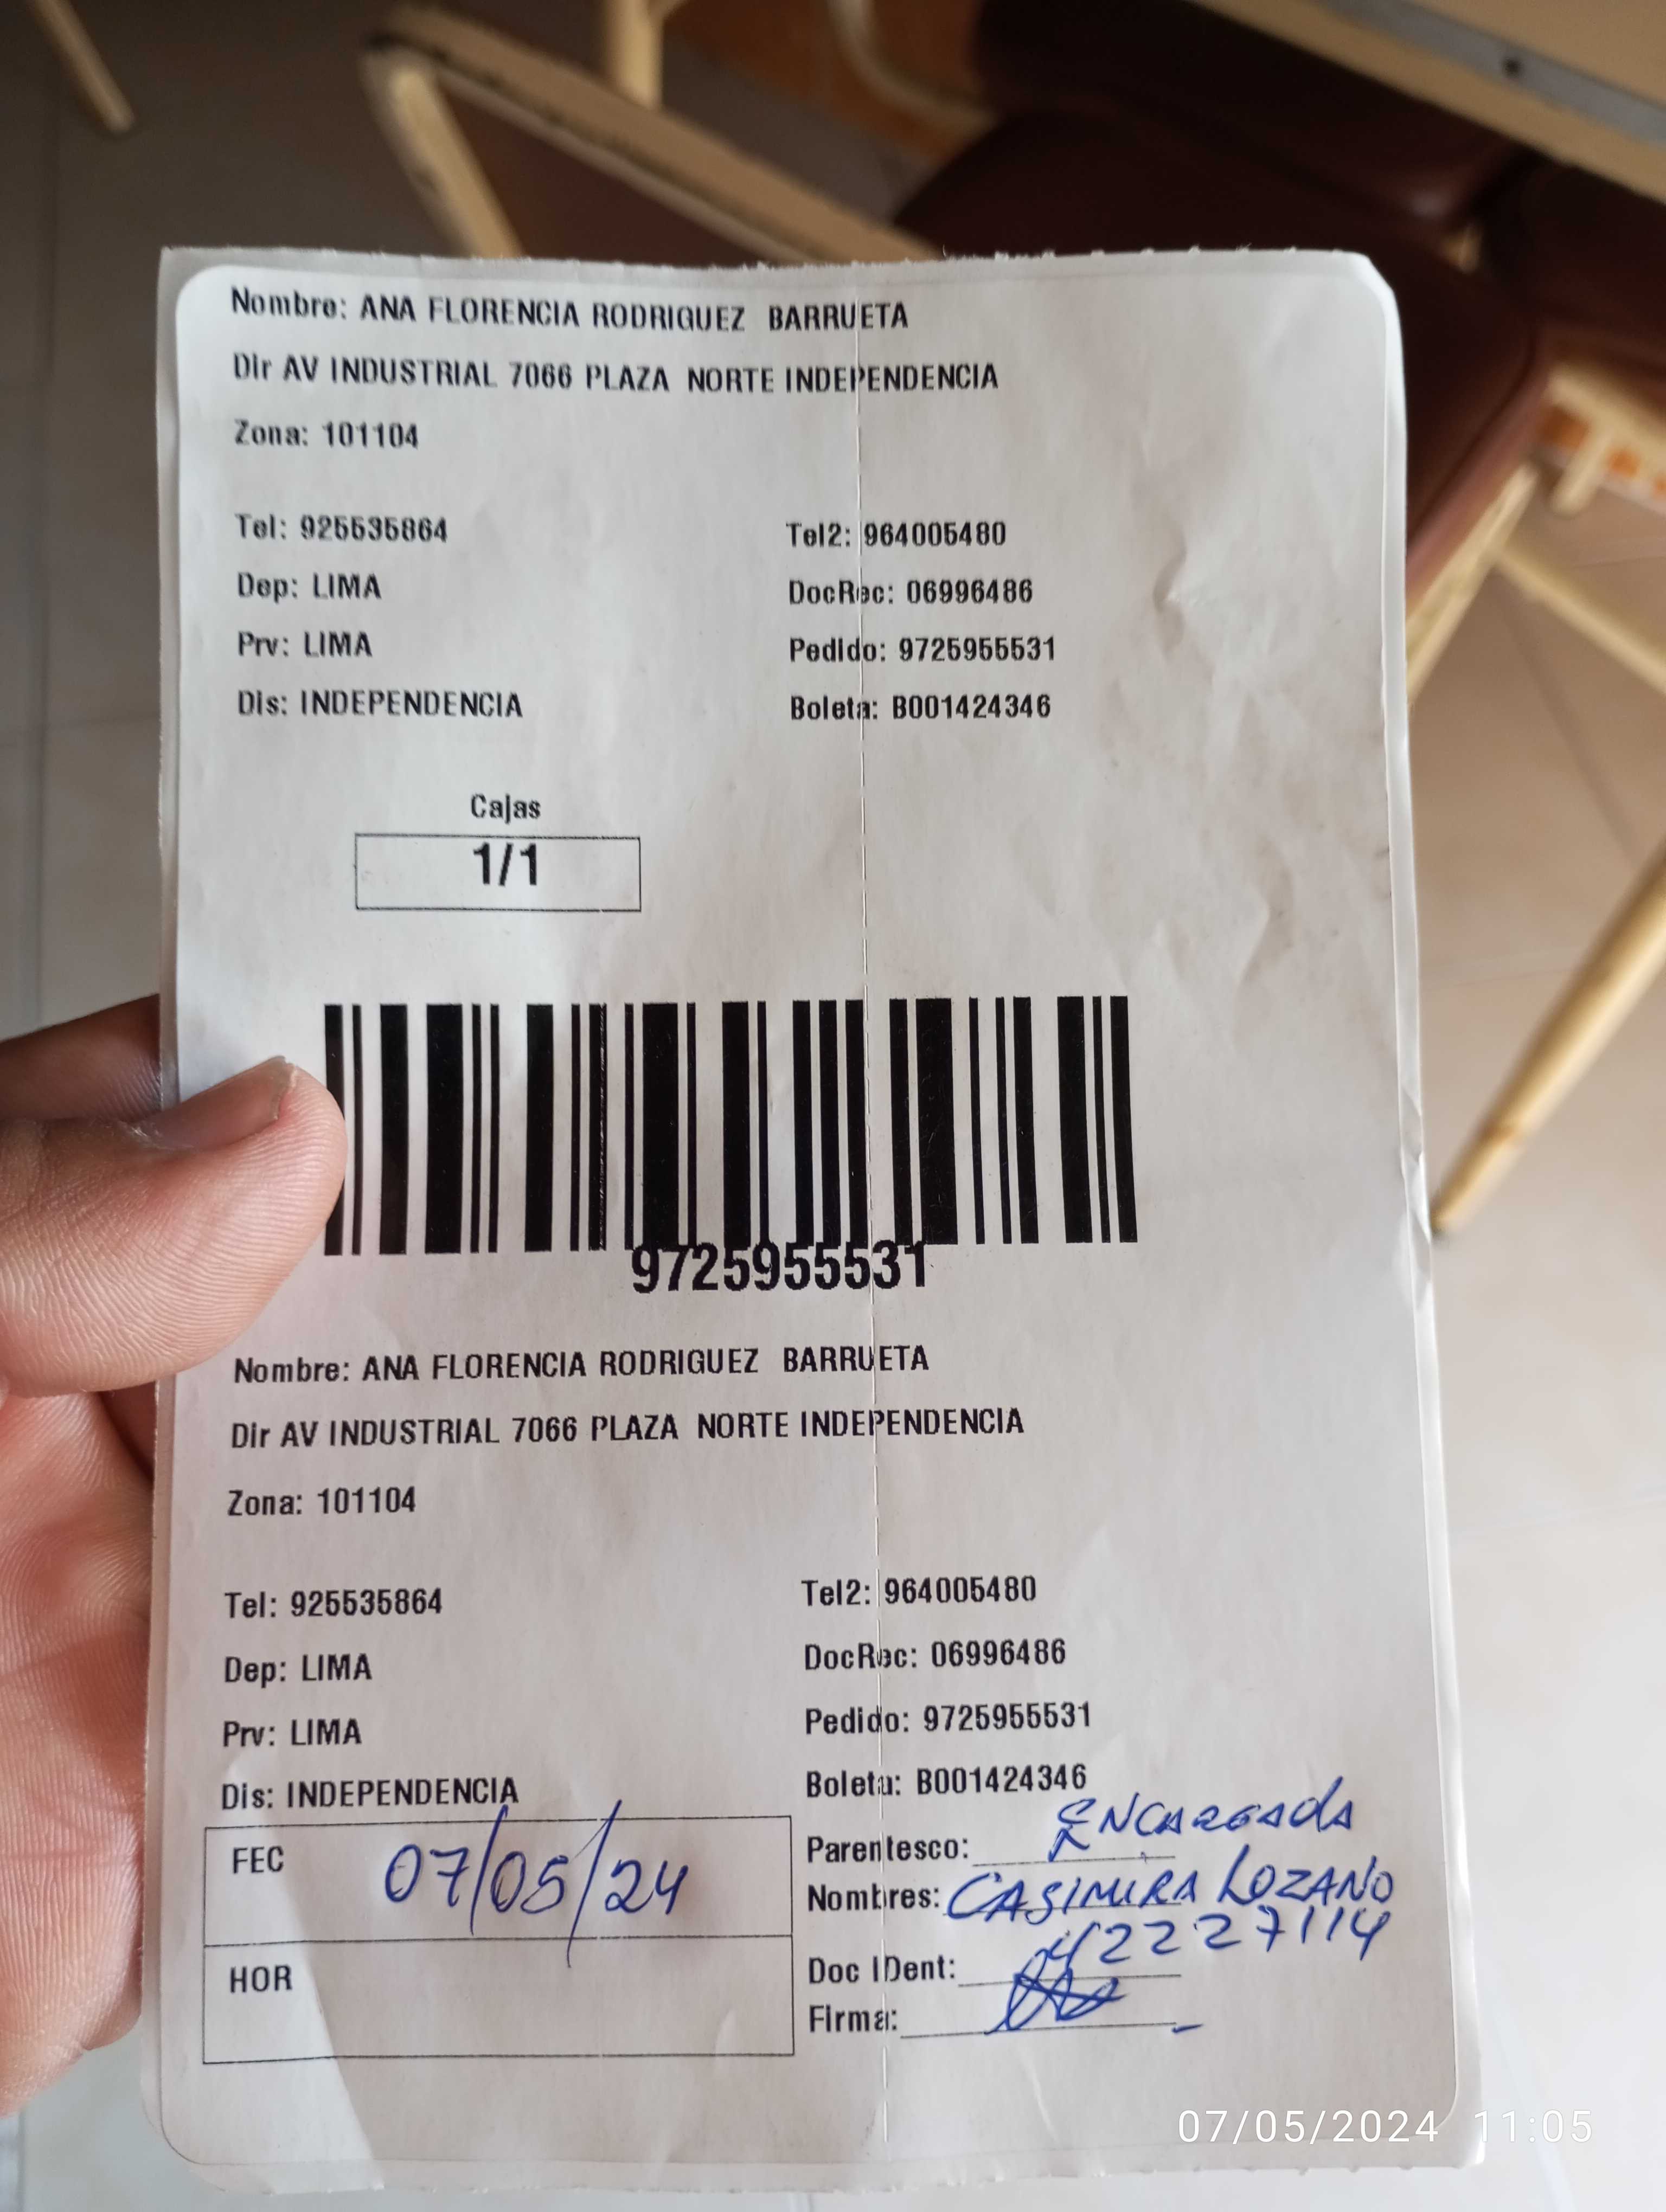 Nombre: ANA FLORENCIA RODRIGUEZ BARRUETA
Dir AV INDUSTRIAL 7066 PLAZA NORTE INDEPENDENCIA
Zona: 101104
Tel: 925535864 Tel2: 964005480
Dep: LIMA DocRec: 06996486
Prv: LIMA Pedido: 9725955531
Dis: INDEPENDENCIA Boleta: B001424346
Cajas
1/1
9725955531
Nombre: ANA FLORENCIA RODRIGUEZ BARRUETA
Dir AV INDUSTRIAL 7066 PLAZA NORTE INDEPENDENCIA
Zona: 101104
Tel: 925535864 Tel2: 964005480
Dep: LIMA DocRec: 06996486
Prv: LIMA Pedido: 9725955531
Dis: INDEPENDENCIA Boleta: B001424346
FEC 07/05/24
HOR
Parentesco: ENCARGADA
Nombres: CASIMIRA LOZANO
Doc IDent: 42227114
Firma:
07/05/2024 11:05